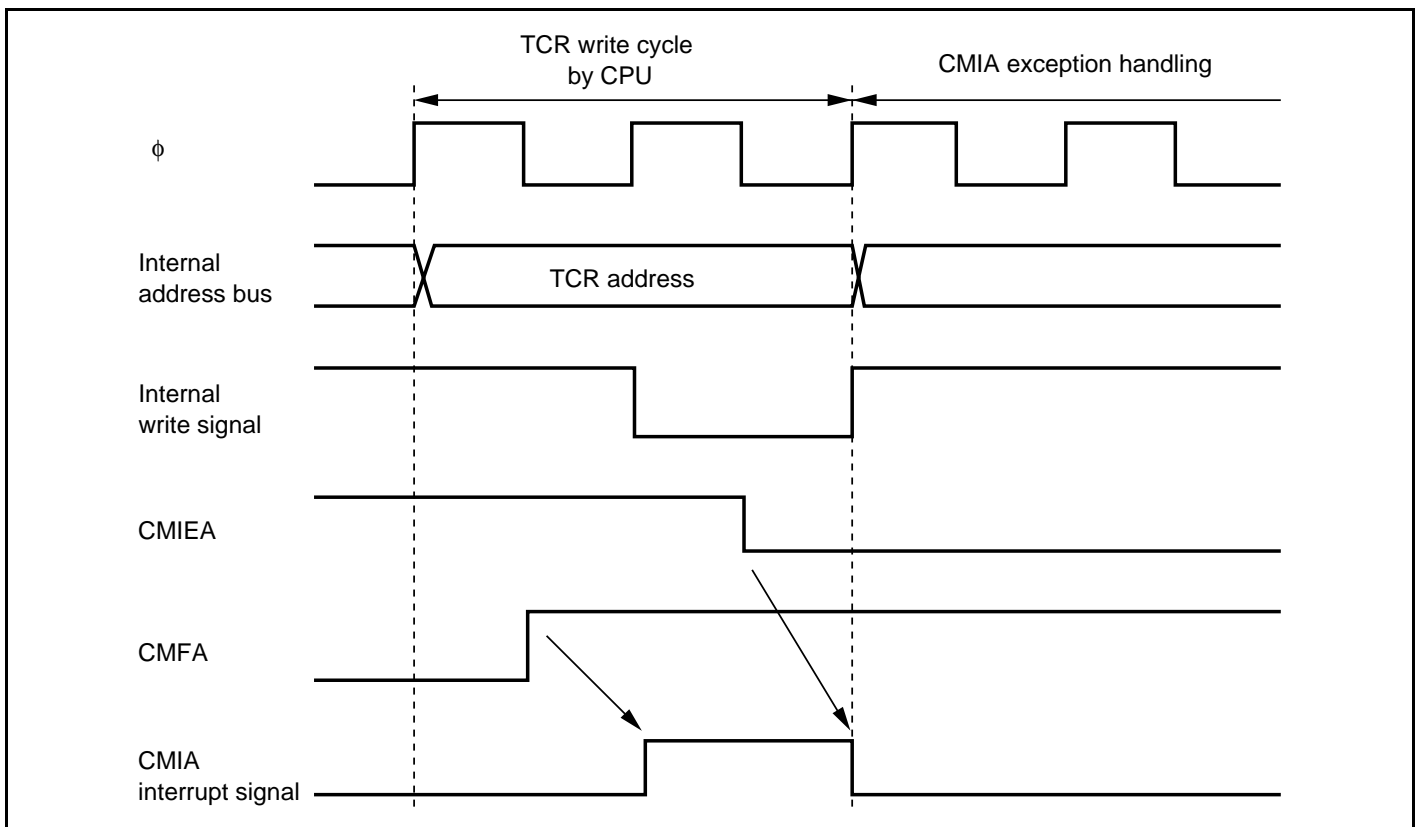 TCR write cycle
by CPU
CMIA exception handling
ϕ
Internal
address bus
TCR address
Internal
write signal
CMIEA
CMFA
CMIA
interrupt signal